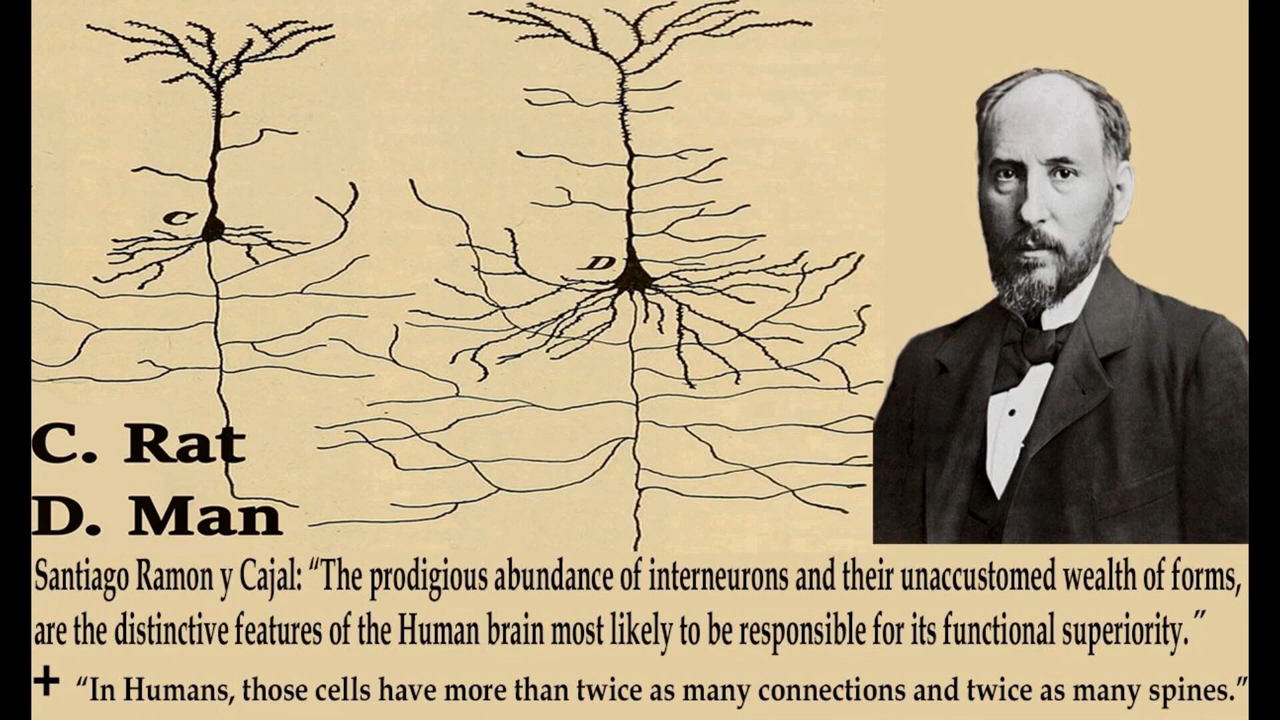 C
D
C. Rat
D. Man
Santiago Ramon y Cajal: “The prodigious abundance of interneurons and their unaccustomed wealth of forms,
are the distinctive features of the Human brain most likely to be responsible for its functional superiority.”
+ “In Humans, those cells have more than twice as many connections and twice as many spines.”